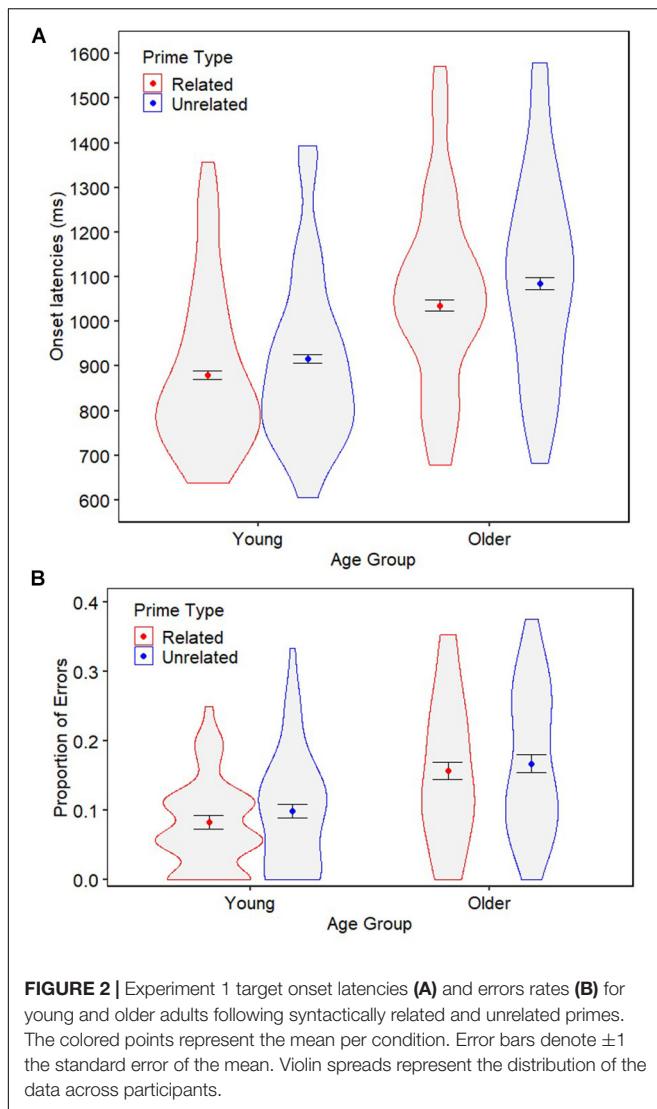 A
Prime Type
Related
Unrelated
Onset latencies (ms)
1600
1500
1400
1300
1200
1100
1000
900
800
700
600
Young
Older
Age Group
B
Prime Type
Related
Unrelated
Proportion of Errors
0.4
0.3
0.2
0.1
0.0
Young
Older
Age Group
FIGURE 2 | Experiment 1 target onset latencies (A) and errors rates (B) for
young and older adults following syntactically related and unrelated primes.
The colored points represent the mean per condition. Error bars denote ±1
the standard error of the mean. Violin spreads represent the distribution of the
data across participants.